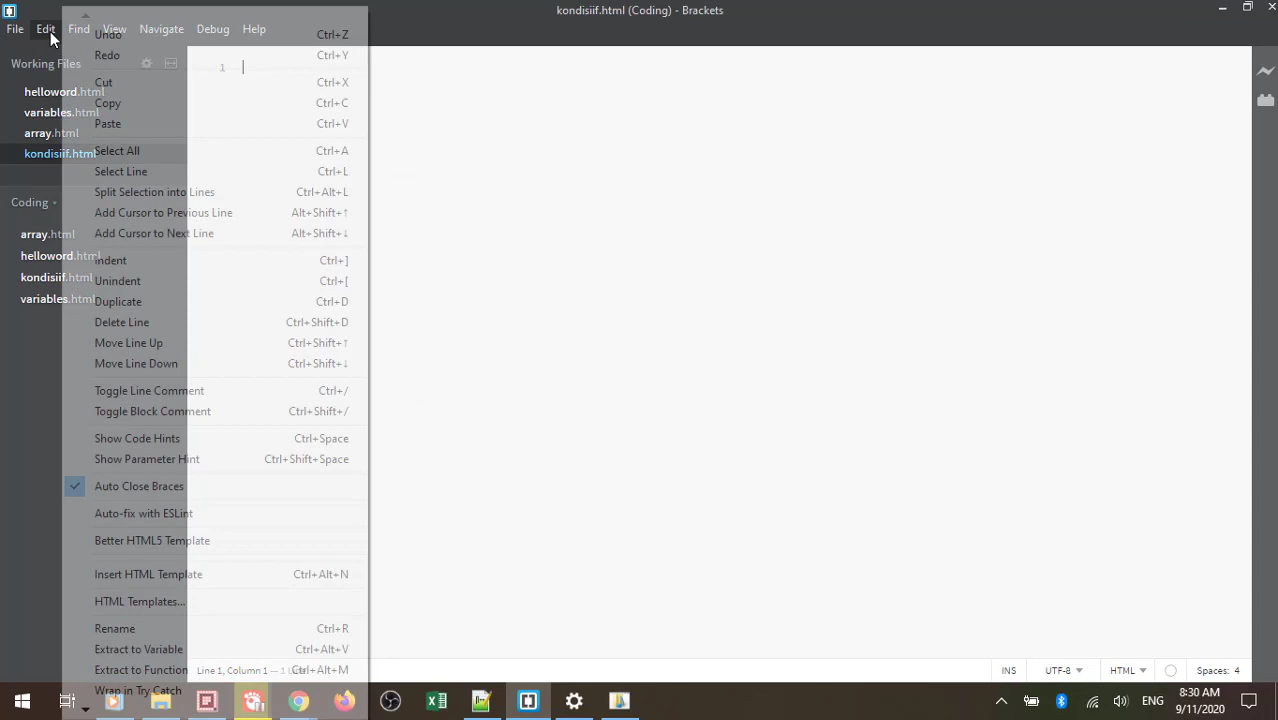 kondisiif.html (Coding) - Brackets
File Edit Find View Navigate Debug Help
Working Files
helloword.html
variables.html
array.html
kondisiif.html
Coding
array.html
helloword.html
kondisiif.html
variables.html
Undo Ctrl+Z
Redo Ctrl+Y
Cut Ctrl+X
Copy Ctrl+C
Paste Ctrl+V
Select All Ctrl+A
Select Line Ctrl+L
Split Selection into Lines Ctrl+Alt+L
Add Cursor to Previous Line Alt+Shift+↑
Add Cursor to Next Line Alt+Shift+↓
Indent Ctrl+]
Unindent Ctrl+[
Duplicate Ctrl+D
Delete Line Ctrl+Shift+D
Move Line Up Ctrl+Shift+↑
Move Line Down Ctrl+Shift+↓
Toggle Line Comment Ctrl+/
Toggle Block Comment Ctrl+Shift+/
Show Code Hints Ctrl+Space
Show Parameter Hint Ctrl+Shift+Space
Auto Close Braces
Auto-fix with ESLint
Better HTML5 Template
Insert HTML Template Ctrl+Alt+N
HTML Templates...
Rename Ctrl+R
Extract to Variable Ctrl+Alt+V
Extract to Function Ctrl+Alt+M
Wrap in Try Catch
1
Line 1, Column 1 — 1
INS UTF-8 HTML Spaces: 4
ENG
8:30 AM
9/11/2020